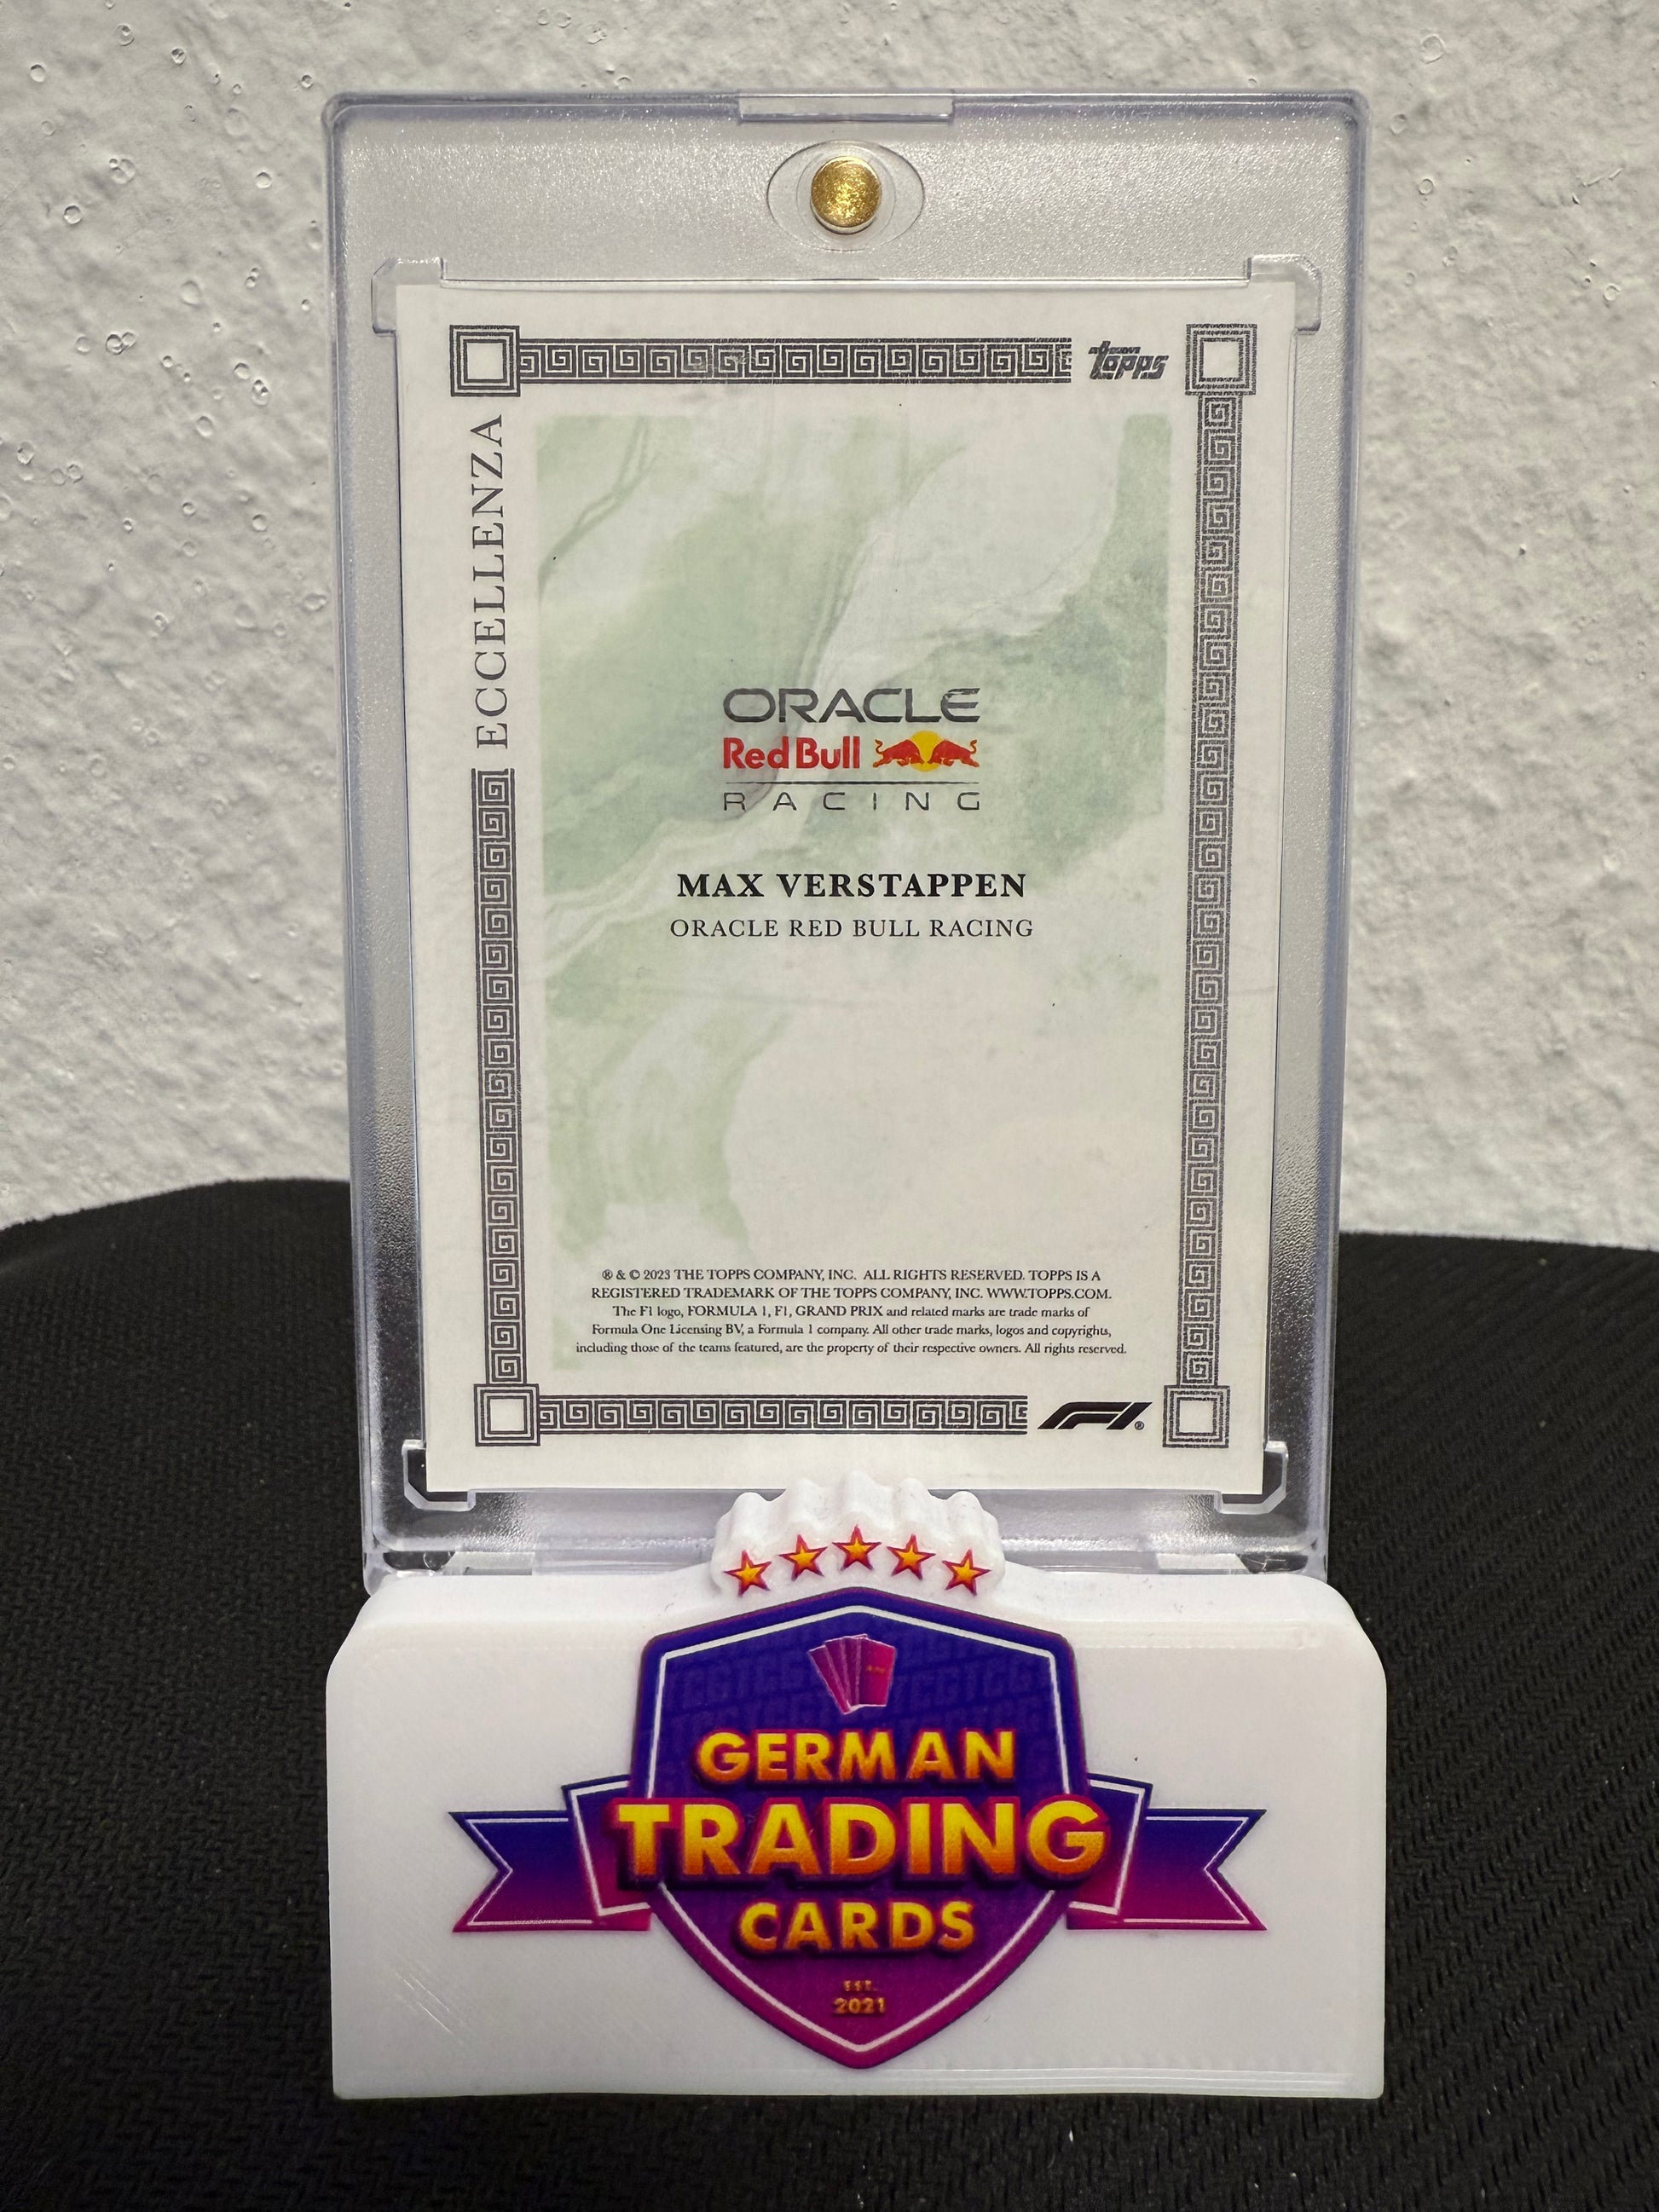 topps
ECCELLENZA
ORACLE
Red Bull
RACING
MAX VERSTAPPEN
ORACLE RED BULL RACING
® & © 2023 THE TOPPS COMPANY, INC. ALL RIGHTS RESERVED. TOPPS IS A
REGISTERED TRADEMARK OF THE TOPPS COMPANY, INC. WWW.TOPPS.COM.
The F1 logo, FORMULA 1, F1, GRAND PRIX and related marks are trade marks of
Formula One Licensing BV, a Formula 1 company. All other trade marks, logos and copyrights,
including those of the teams featured, are the property of their respective owners. All rights reserved.
F1®
GERMAN
TRADING
CARDS
EST.
2021